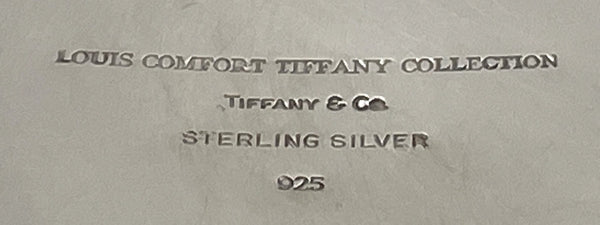 LOUIS COMFORT TIFFANY COLLECTION
TIFFANY & Co
STERLING SILVER
925